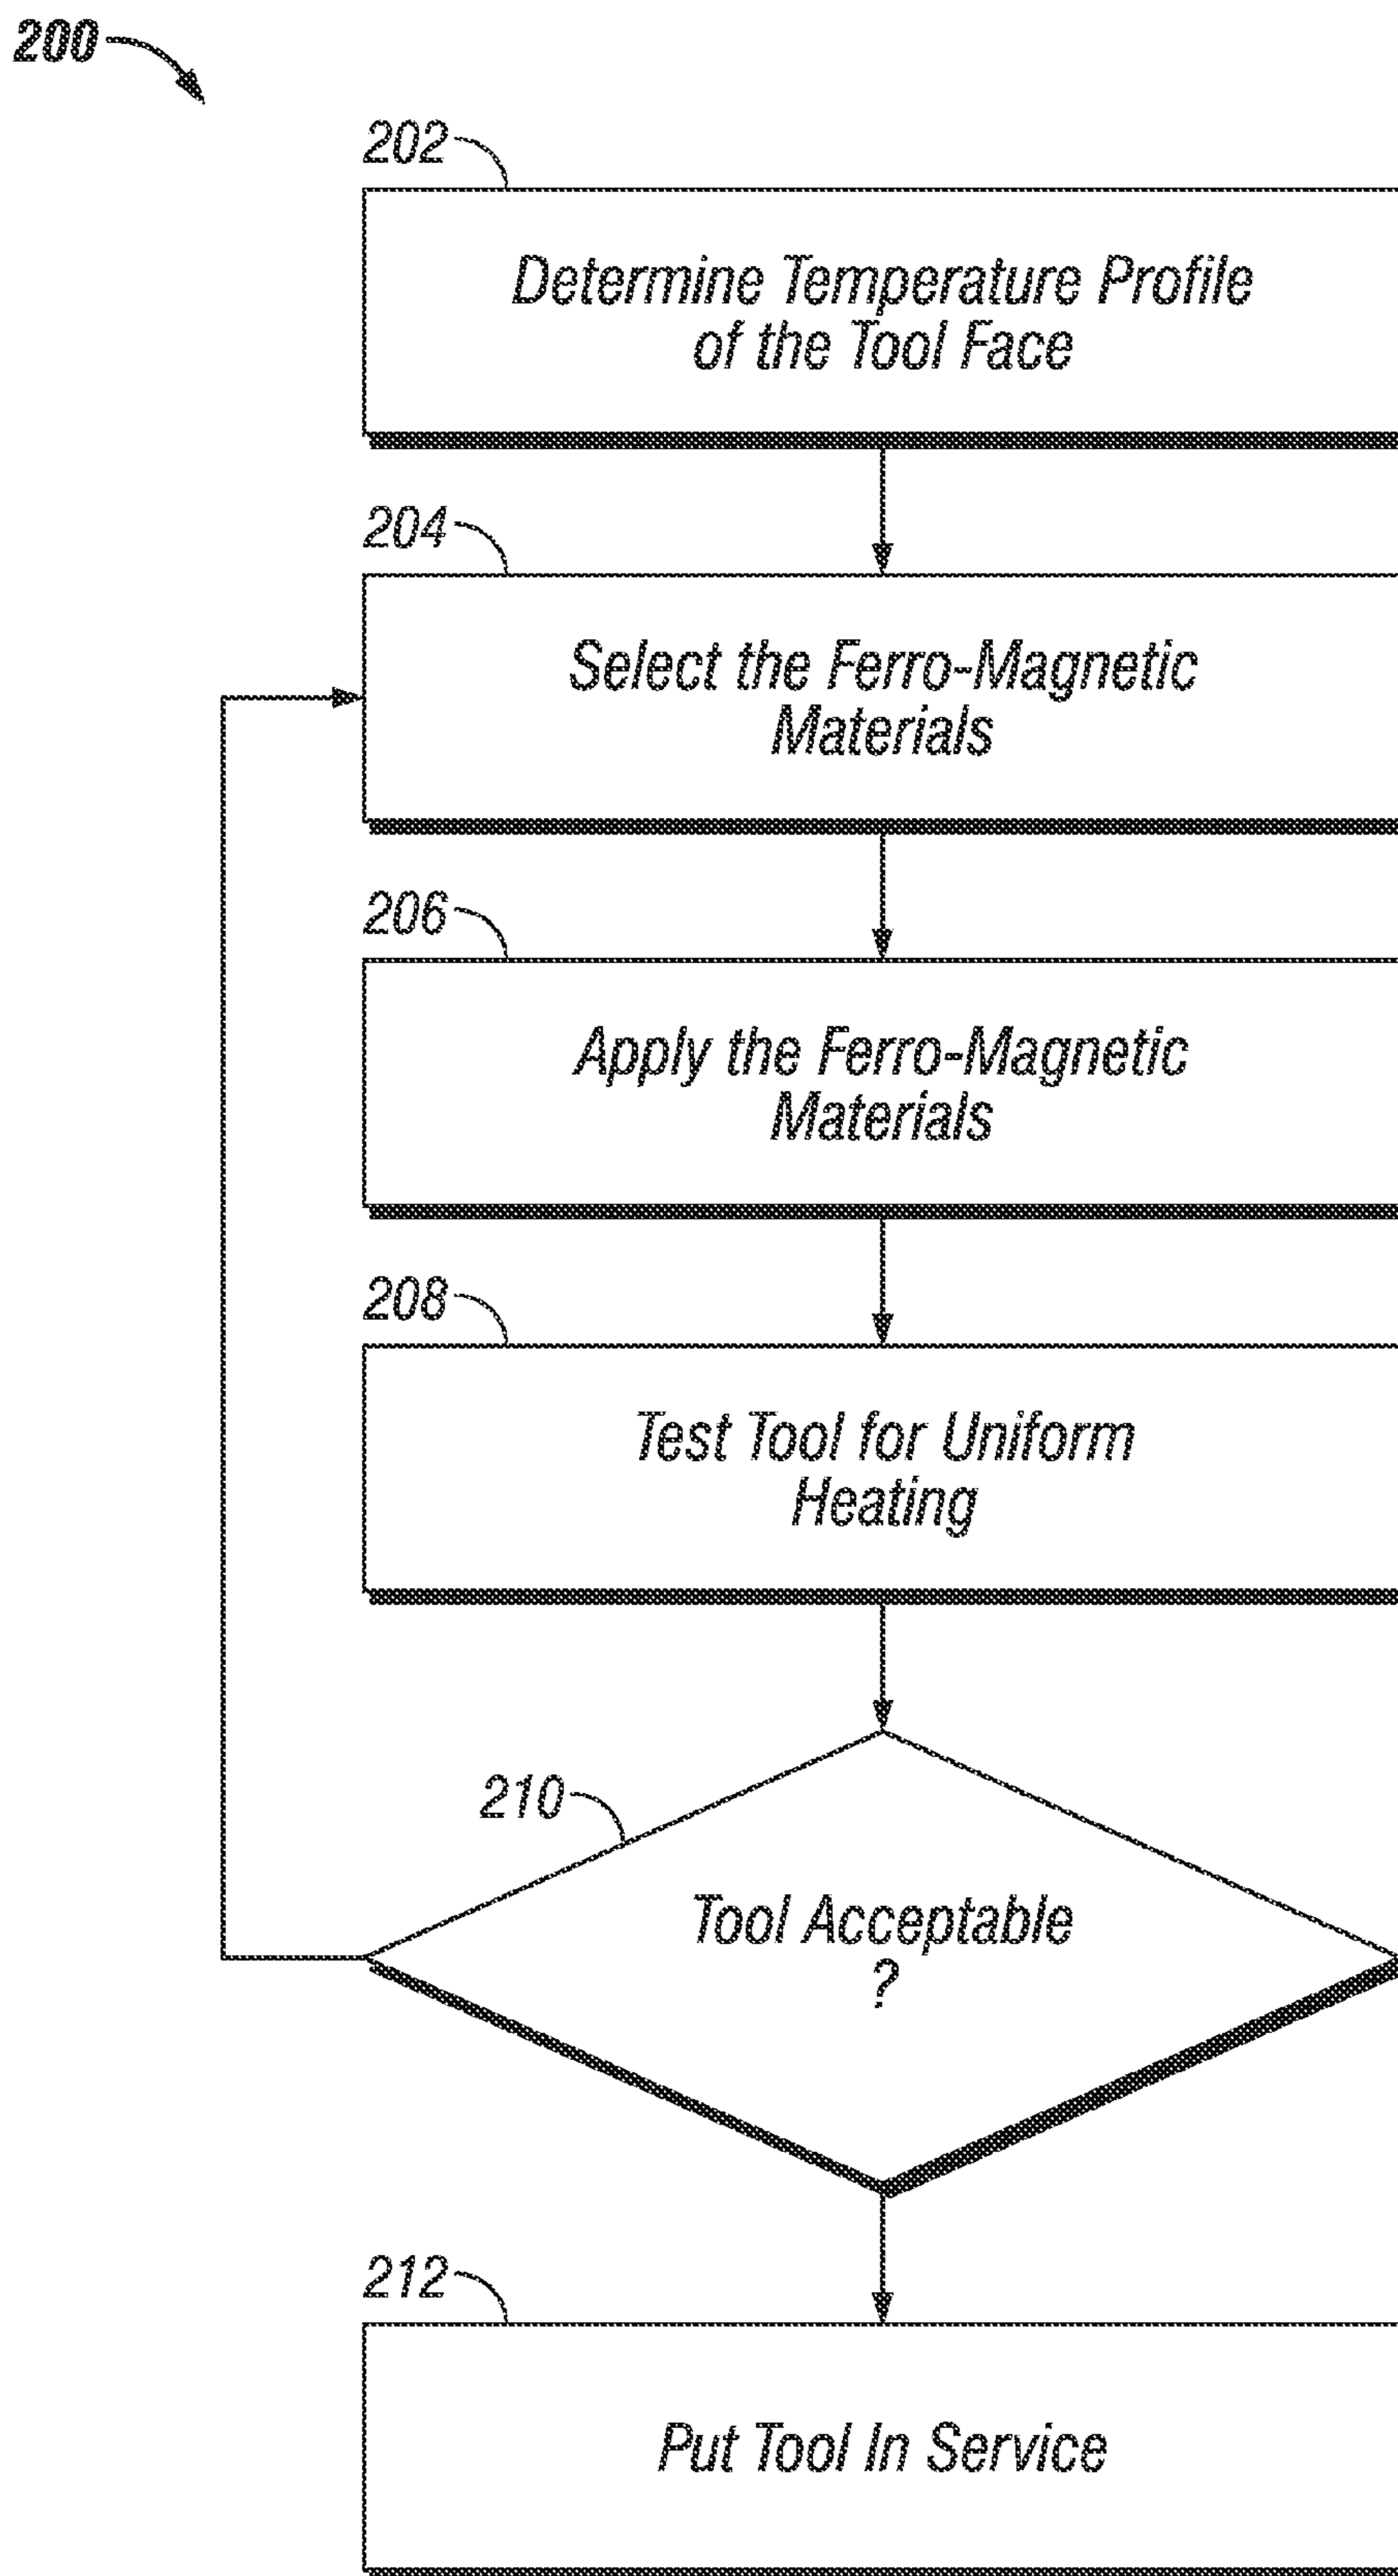 200
202
Determine Temperature Profile
of the Tool Face
204
Select the Ferro-Magnetic
Materials
206
Apply the Ferro-Magnetic
Materials
208
Test Tool for Uniform
Heating
210
Tool Acceptable
?
212
Put Tool In Service